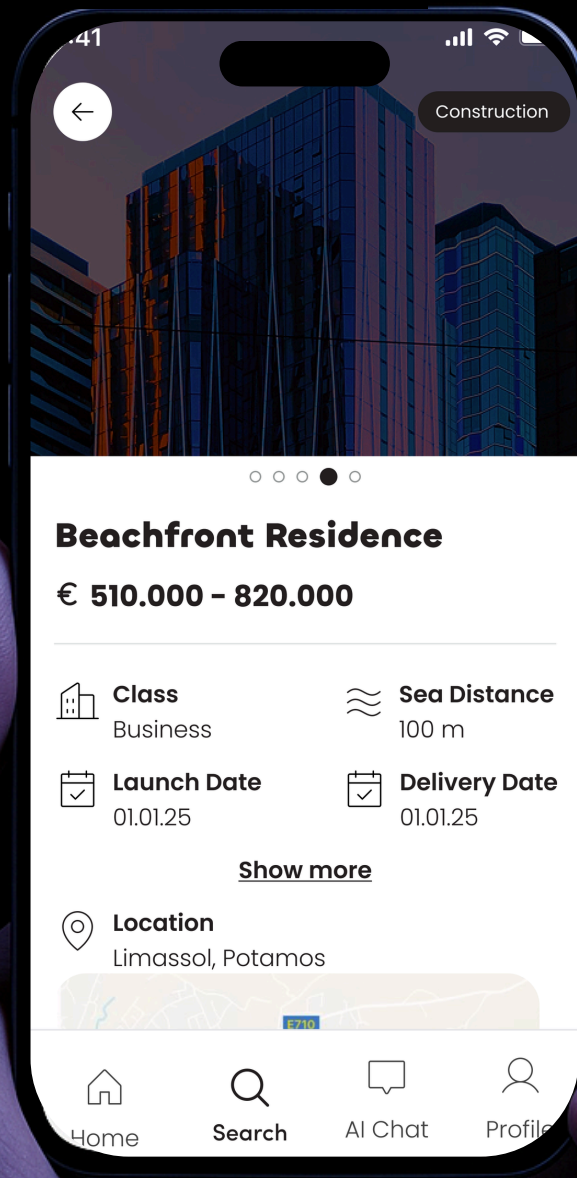 :41
Construction
Beachfront Residence
€ 510.000 – 820.000
Class
Business
Sea Distance
100 m
Launch Date
01.01.25
Delivery Date
01.01.25
Show more
Location
Limassol, Potamos
E710
Home
Search
AI Chat
Profile